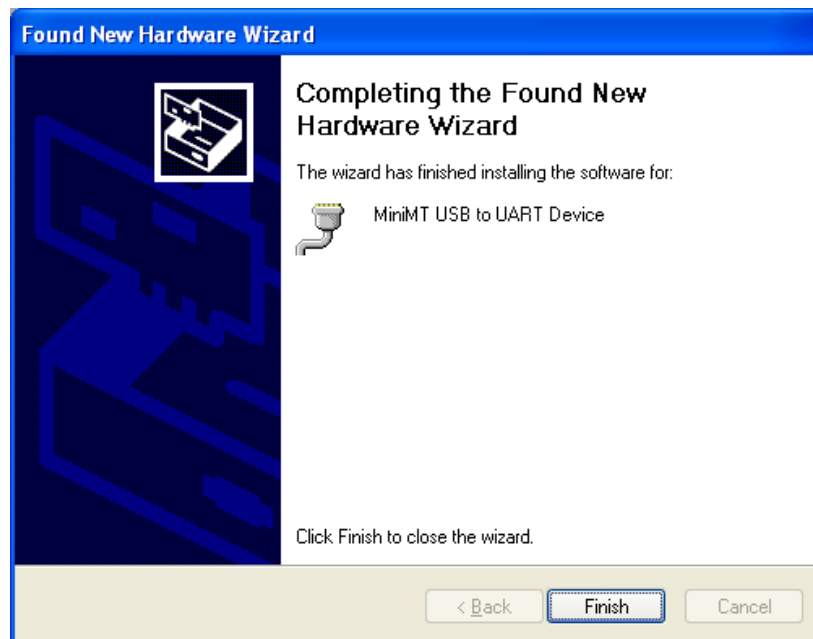 Found New Hardware Wizard
Completing the Found New
Hardware Wizard
The wizard has finished installing the software for:
MiniMT USB to UART Device
Click Finish to close the wizard.
< Back Finish Cancel